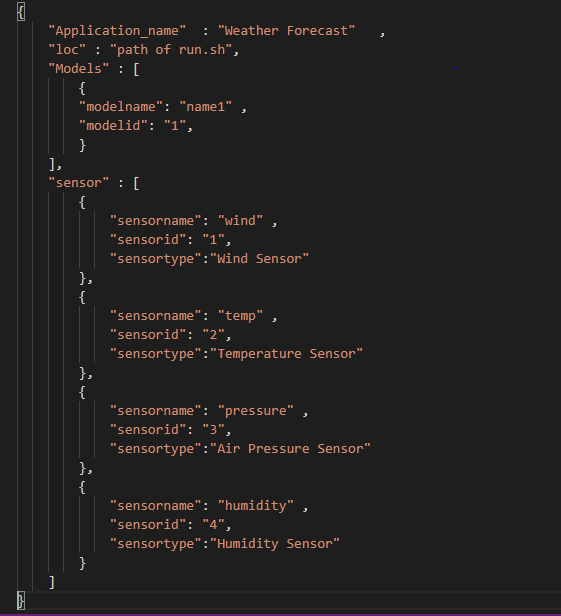 {
    "Application_name"  : "Weather Forecast"   ,
    "loc" : "path of run.sh",
    "Models" : [
        {
        "modelname": "name1" ,
        "modelid": "1",
        }
    ],
    "sensor" : [
        {
            "sensorname": "wind" ,
            "sensorid": "1",
            "sensortype":"Wind Sensor"
        },
        {
            "sensorname": "temp" ,
            "sensorid": "2",
            "sensortype":"Temperature Sensor"
        },
        {
            "sensorname": "pressure" ,
            "sensorid": "3",
            "sensortype":"Air Pressure Sensor"
        },
        {
            "sensorname": "humidity" ,
            "sensorid": "4",
            "sensortype":"Humidity Sensor"
        }
    ]
}